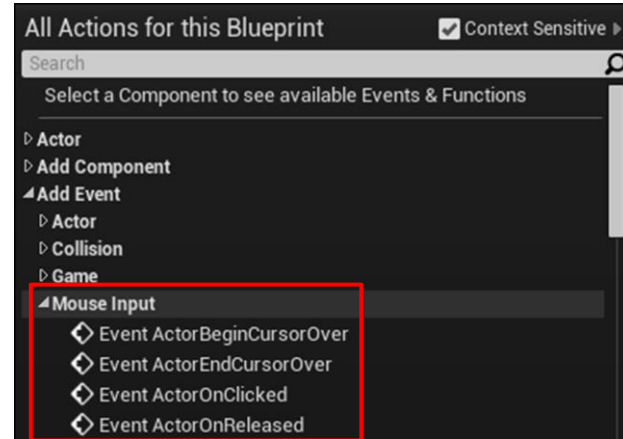 All Actions for this Blueprint Context Sensitive
Search
Select a Component to see available Events & Functions
Actor
Add Component
Add Event
Actor
Collision
Game
Mouse Input
Event ActorBeginCursorOver
Event ActorEndCursorOver
Event ActorOnClicked
Event ActorOnReleased